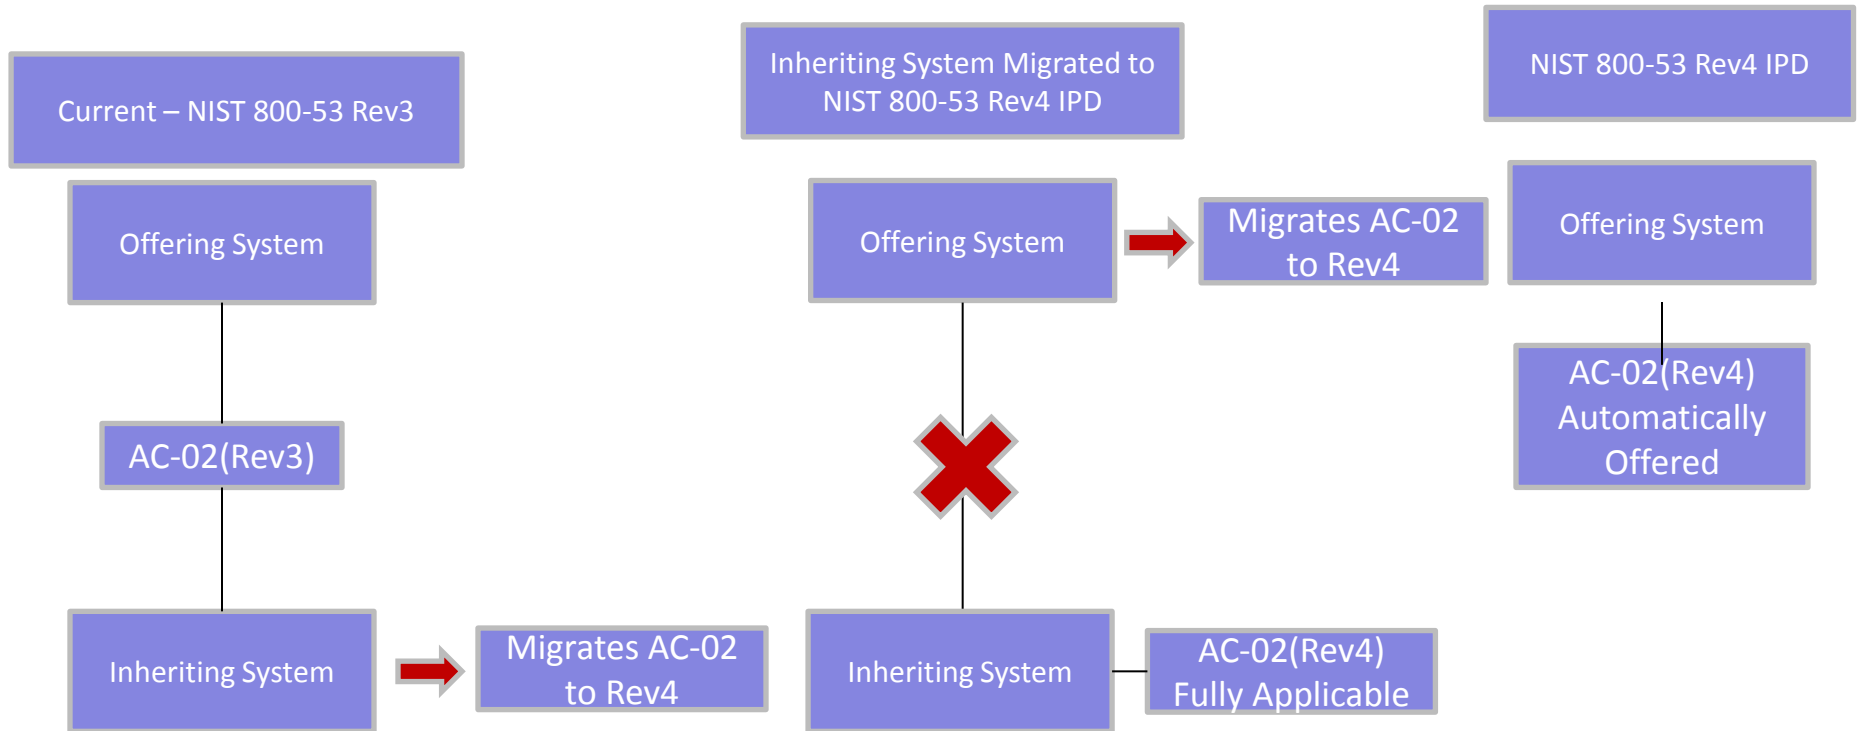 Current – NIST 800-53 Rev3
Offering System
AC-02(Rev3)
Inheriting System
Migrates AC-02
to Rev4
Inheriting System Migrated to
NIST 800-53 Rev4 IPD
Offering System
Migrates AC-02
to Rev4
Inheriting System
AC-02(Rev4)
Fully Applicable
NIST 800-53 Rev4 IPD
Offering System
AC-02(Rev4)
Automatically
Offered